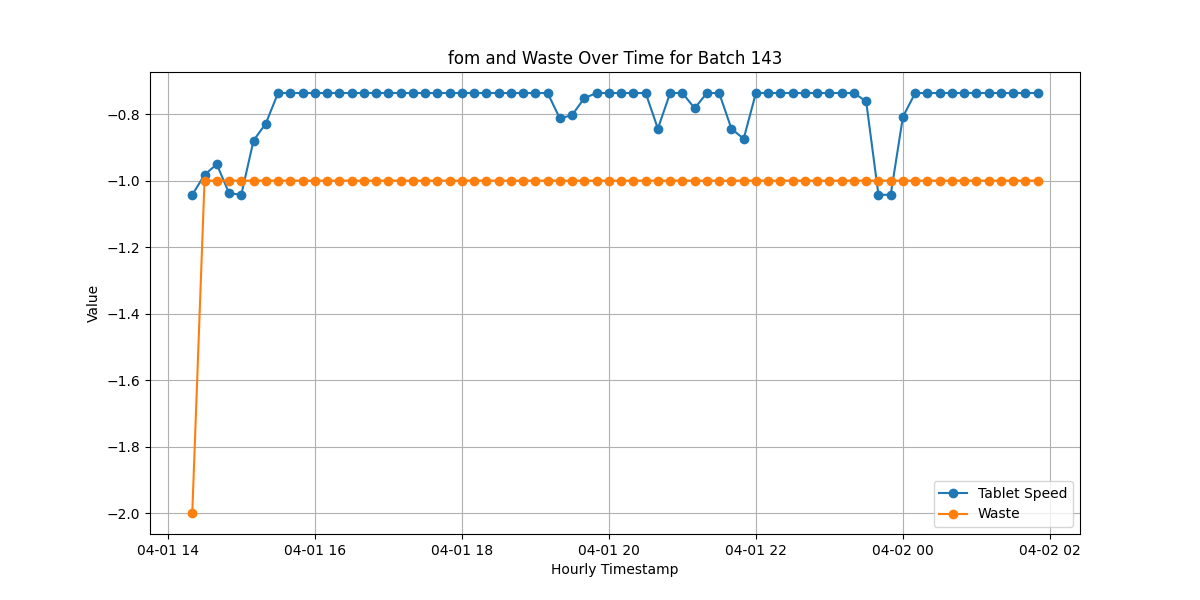 fom and Waste Over Time for Batch 143
−0.8
−1.0
−1.2
−1.4
−1.6
−1.8
−2.0
Value
Tablet Speed
Waste
04-01 14 04-01 16 04-01 18 04-01 20 04-01 22 04-02 00 04-02 02
Hourly Timestamp